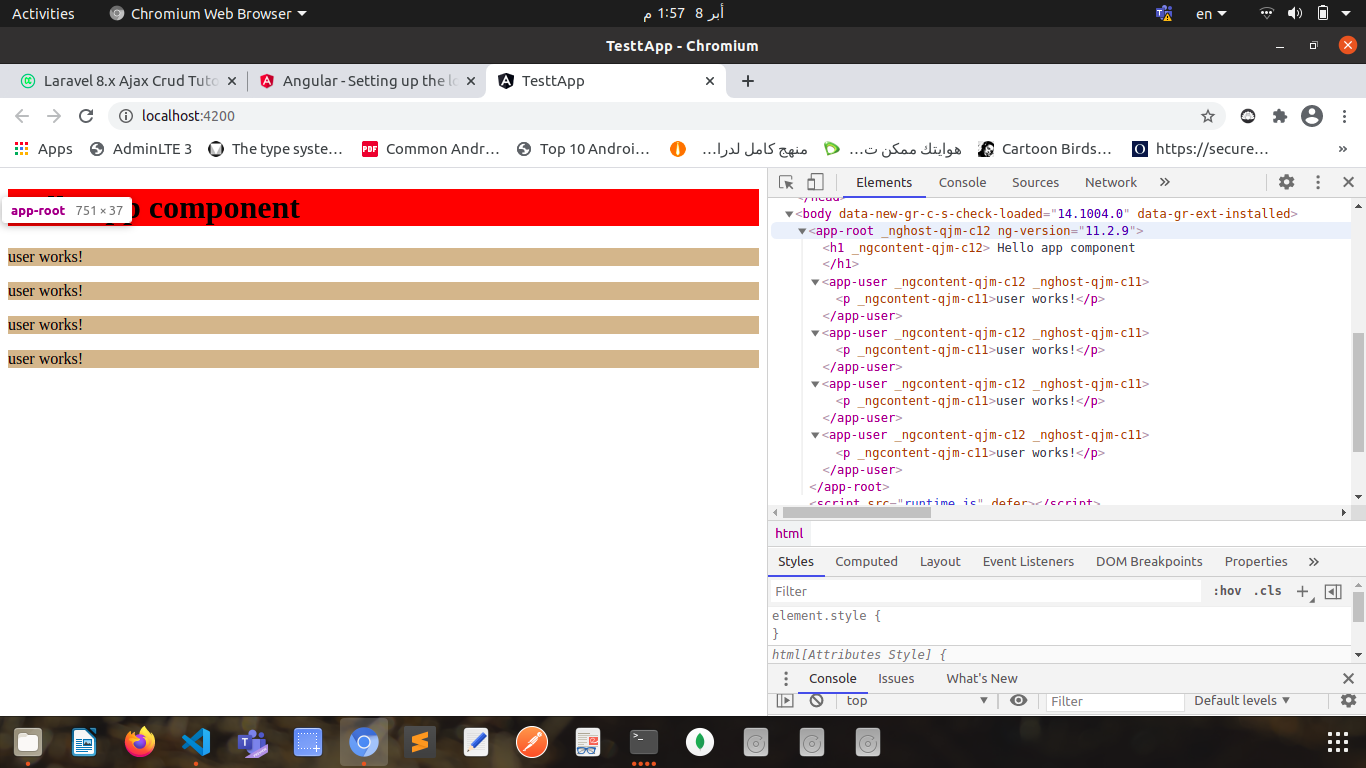 Activities Chromium Web Browser أبر 8 1:57 م en
TesttApp - Chromium
Laravel 8.x Ajax Crud Tuto Angular - Setting up the lo TesttApp
localhost:4200
Apps AdminLTE 3 The type syste… Common Andr… Top 10 Androi… منهج كامل لدرا… هوايتك ممكن ت… Cartoon Birds… https://secure… »
Elements Console Sources Network »
p component
app-root 751 × 37
user works!
user works!
user works!
user works!
</head>
<body data-new-gr-c-s-check-loaded="14.1004.0" data-gr-ext-installed>
<app-root _nghost-qjm-c12 ng-version="11.2.9">
<h1 _ngcontent-qjm-c12> Hello app component
</h1>
<app-user _ngcontent-qjm-c12 _nghost-qjm-c11>
<p _ngcontent-qjm-c11>user works!</p>
</app-user>
<app-user _ngcontent-qjm-c12 _nghost-qjm-c11>
<p _ngcontent-qjm-c11>user works!</p>
</app-user>
<app-user _ngcontent-qjm-c12 _nghost-qjm-c11>
<p _ngcontent-qjm-c11>user works!</p>
</app-user>
<app-user _ngcontent-qjm-c12 _nghost-qjm-c11>
<p _ngcontent-qjm-c11>user works!</p>
</app-user>
</app-root>
<script src="runtime.js" defer></script>
html
Styles Computed Layout Event Listeners DOM Breakpoints Properties »
Filter :hov .cls
element.style {
}
html[Attributes Style] {
Console Issues What's New
top Filter Default levels